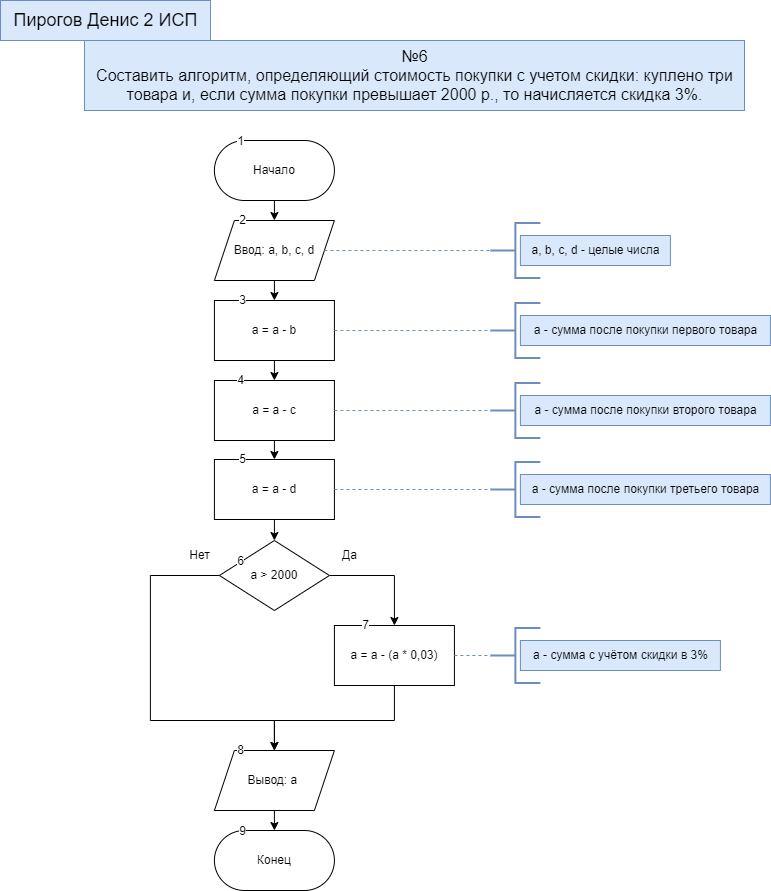 Пирогов Денис 2 ИСП
№6
Составить алгоритм, определяющий стоимость покупки с учетом скидки: куплено три
товара и, если сумма покупки превышает 2000 р., то начисляется скидка 3%.
1
Начало
2
Ввод: a, b, c, d
a, b, c, d - целые числа
3
a = a - b
a - сумма после покупки первого товара
4
a = a - c
a - сумма после покупки второго товара
5
a = a - d
a - сумма после покупки третьего товара
Нет
6
Да
a > 2000
7
a = a - (a * 0,03)
a - сумма с учётом скидки в 3%
8
Вывод: a
9
Конец